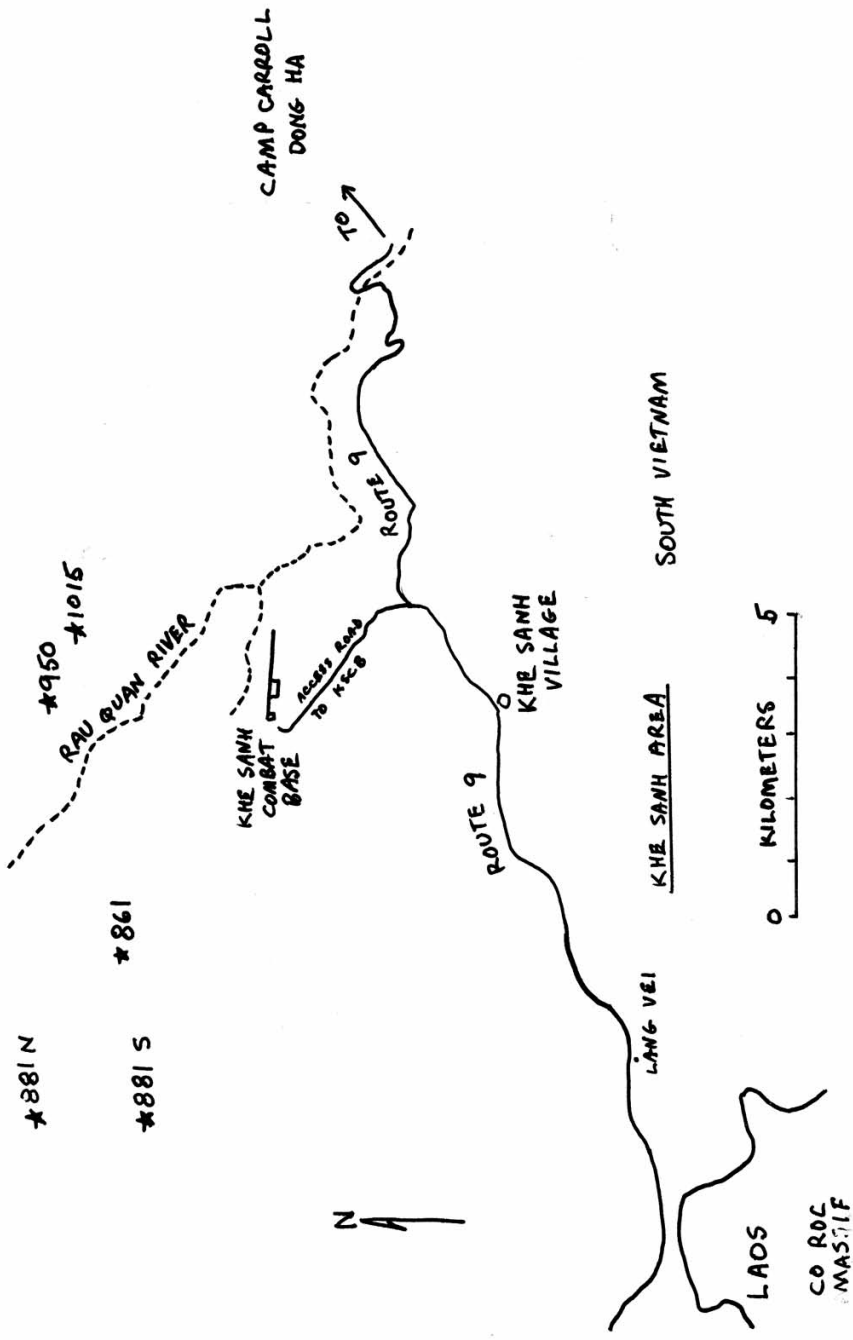 *881 N
*881 S
*861
*950
*1015
RAU QUAN RIVER
CAMP CARROLL
DONG HA
TO
KHE SANH
COMBAT
BASE
ACCESS ROAD
TO KSCB
ROUTE 9
ROUTE 9
KHE SANH
VILLAGE
N
LANG VEI
LAOS
CO ROC
MASSIF
SOUTH VIETNAM
KHE SANH AREA
0 5
KILOMETERS